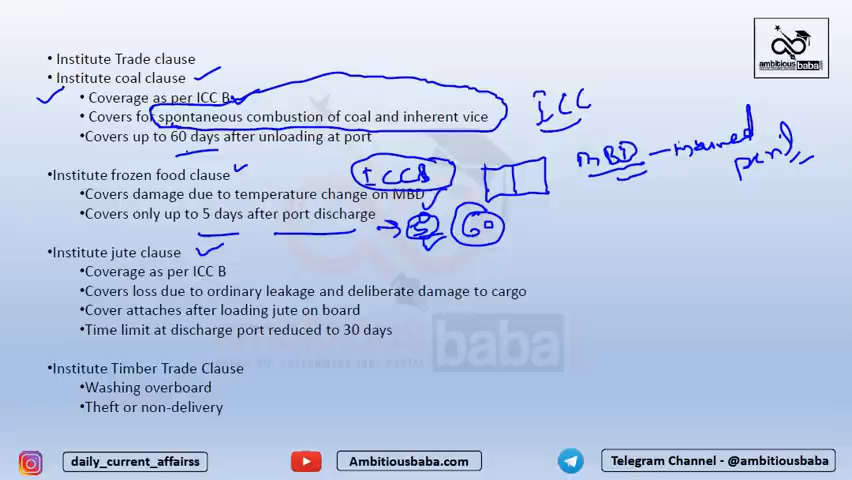 ambitiousbaba
• Institute Trade clause
• Institute coal clause
• Coverage as per ICC B
• Covers for spontaneous combustion of coal and inherent vice
• Covers up to 60 days after unloading at port
ICC
MBD - insured peril
• Institute frozen food clause
ICCB
• Covers damage due to temperature change on MBD
• Covers only up to 5 days after port discharge
5 60
• Institute jute clause
• Coverage as per ICC B
• Covers loss due to ordinary leakage and deliberate damage to cargo
• Cover attaches after loading jute on board
• Time limit at discharge port reduced to 30 days
baba
• Institute Timber Trade Clause
• Washing overboard
• Theft or non-delivery
daily_current_affairss
Ambitiousbaba.com
Telegram Channel - @ambitiousbaba